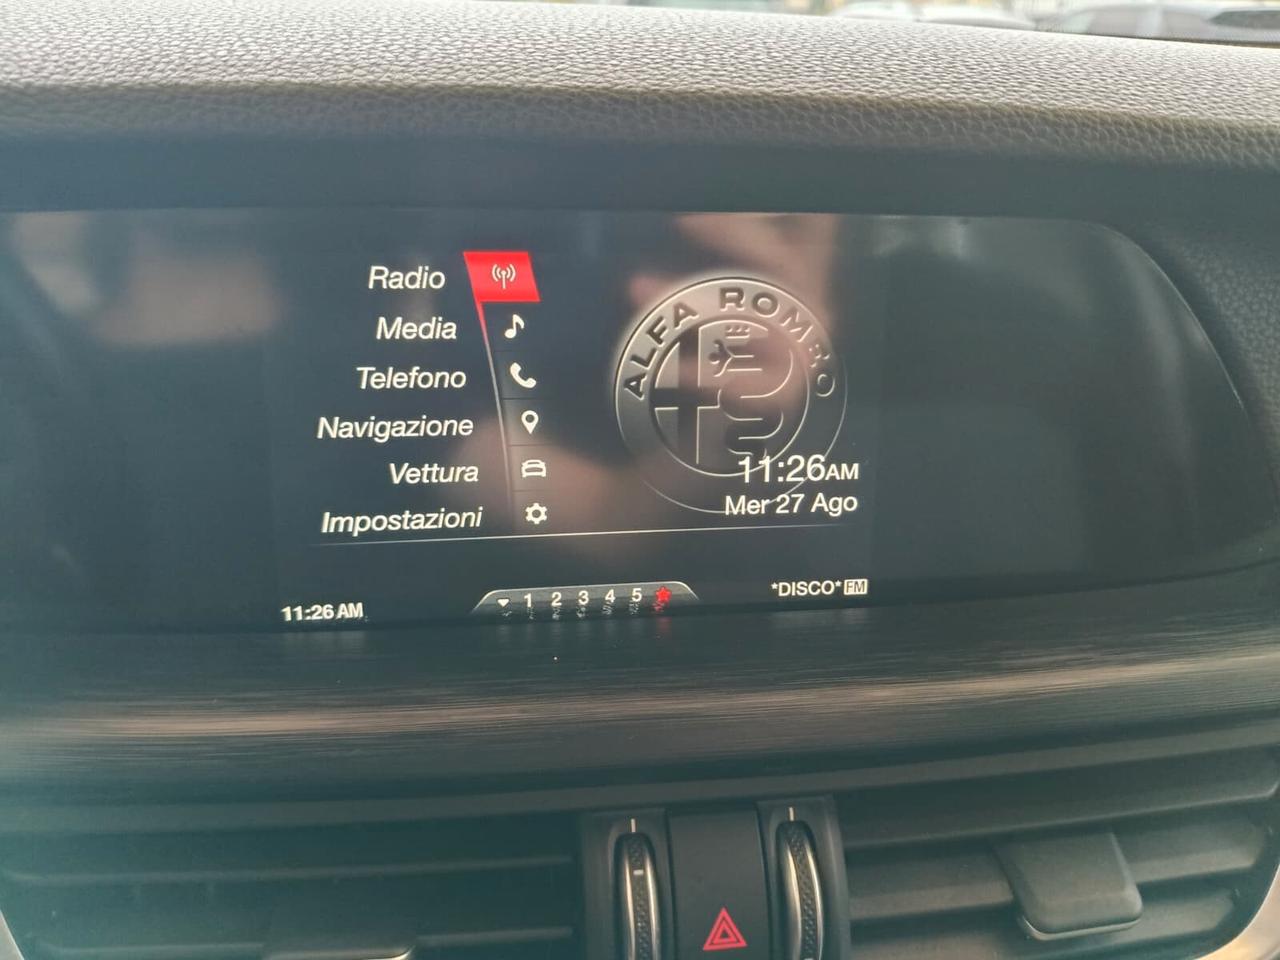 Radio
Media
Telefono
Navigazione
Vettura
Impostazioni
ALFA ROMEO
11:26AM
Mer 27 Ago
11:26 AM
1 2 3 4 5
*DISCO* FM